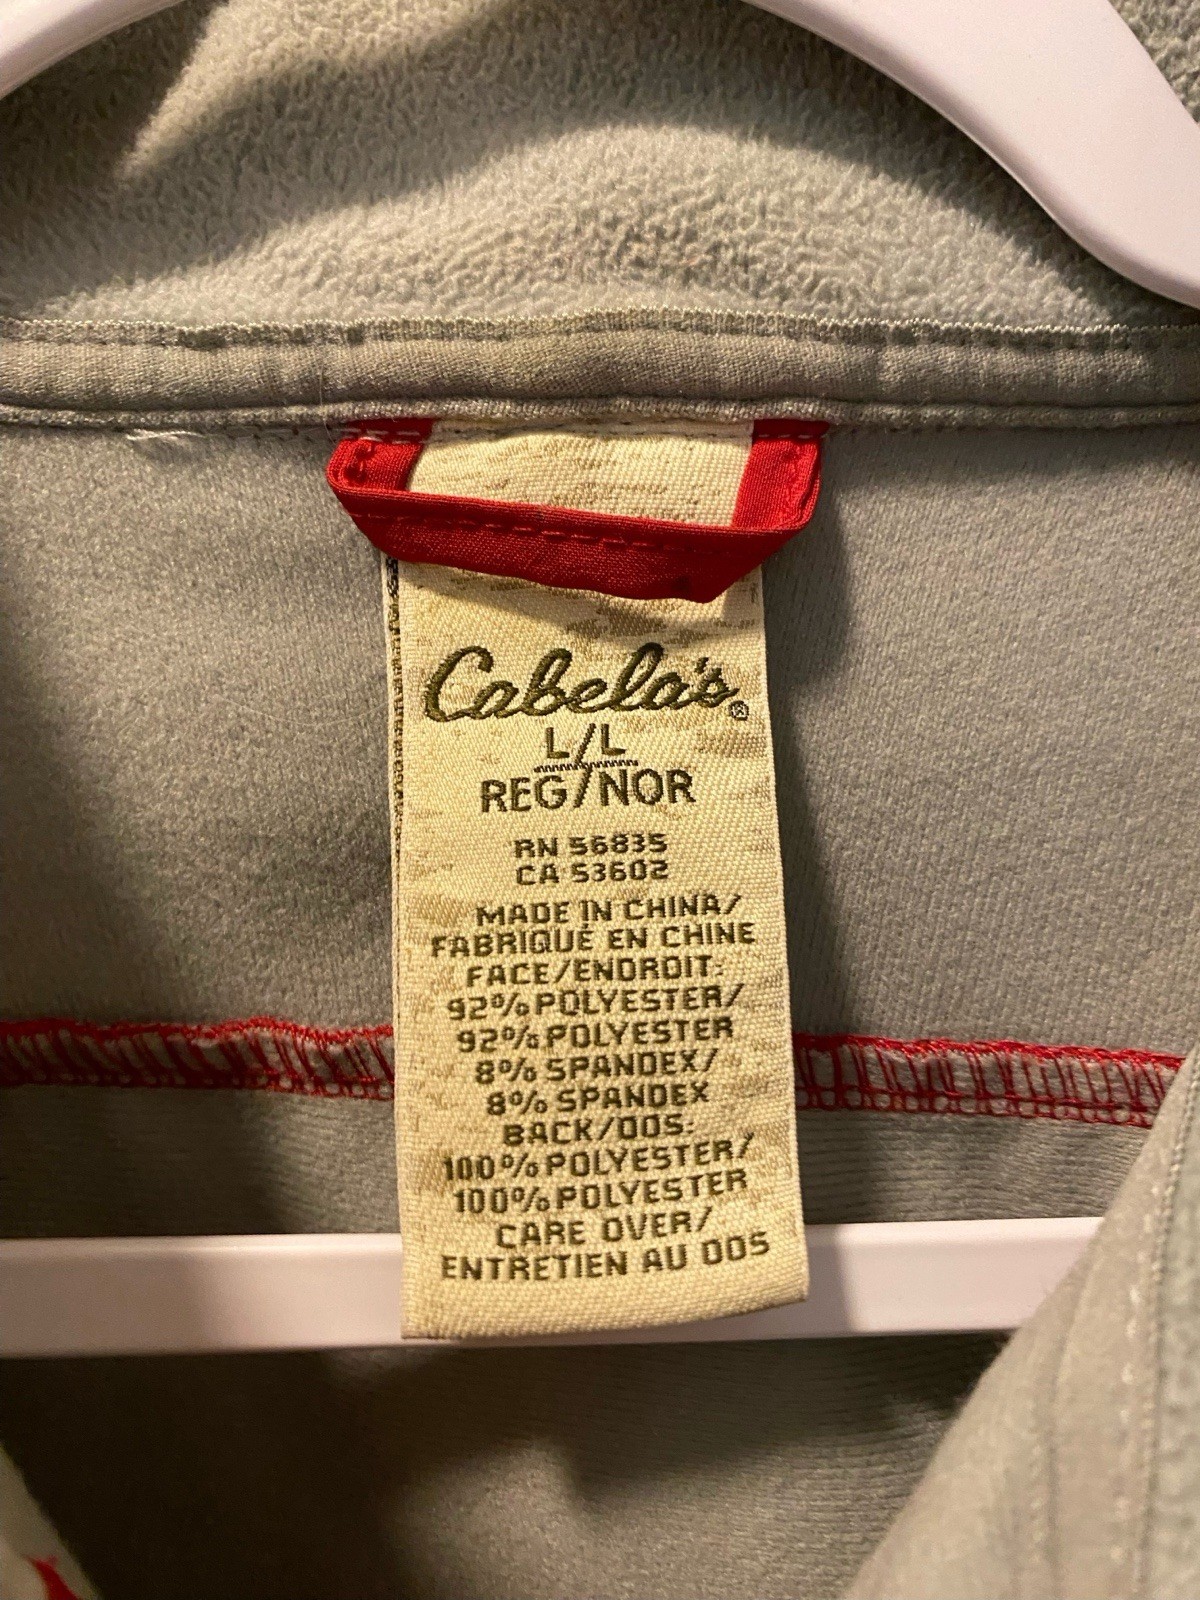 Cabela's®
L/L
REG/NOR
RN 56835
CA 53602
MADE IN CHINA/
FABRIQUÉ EN CHINE
FACE/ENDROIT:
92% POLYESTER/
92% POLYESTER
8% SPANDEX/
8% SPANDEX
BACK/DOS:
100% POLYESTER/
100% POLYESTER
CARE OVER/
ENTRETIEN AU DOS